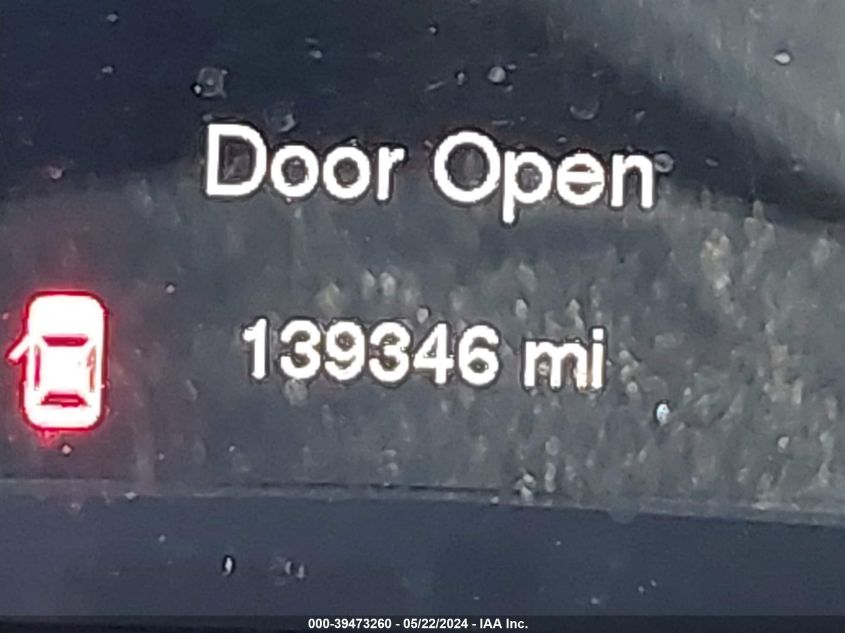 Door Open
139346 mi
000-39473260 - 05/22/2024 - IAA Inc.